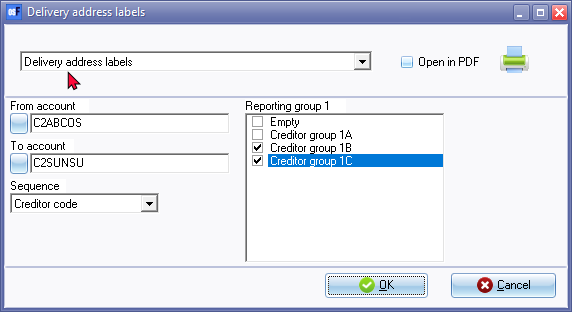 Delivery address labels
Delivery address labels
Open in PDF
From account
C2ABCOS
To account
C2SUNSU
Sequence
Creditor code
Reporting group 1
Empty
Creditor group 1A
Creditor group 1B
Creditor group 1C
OK
Cancel